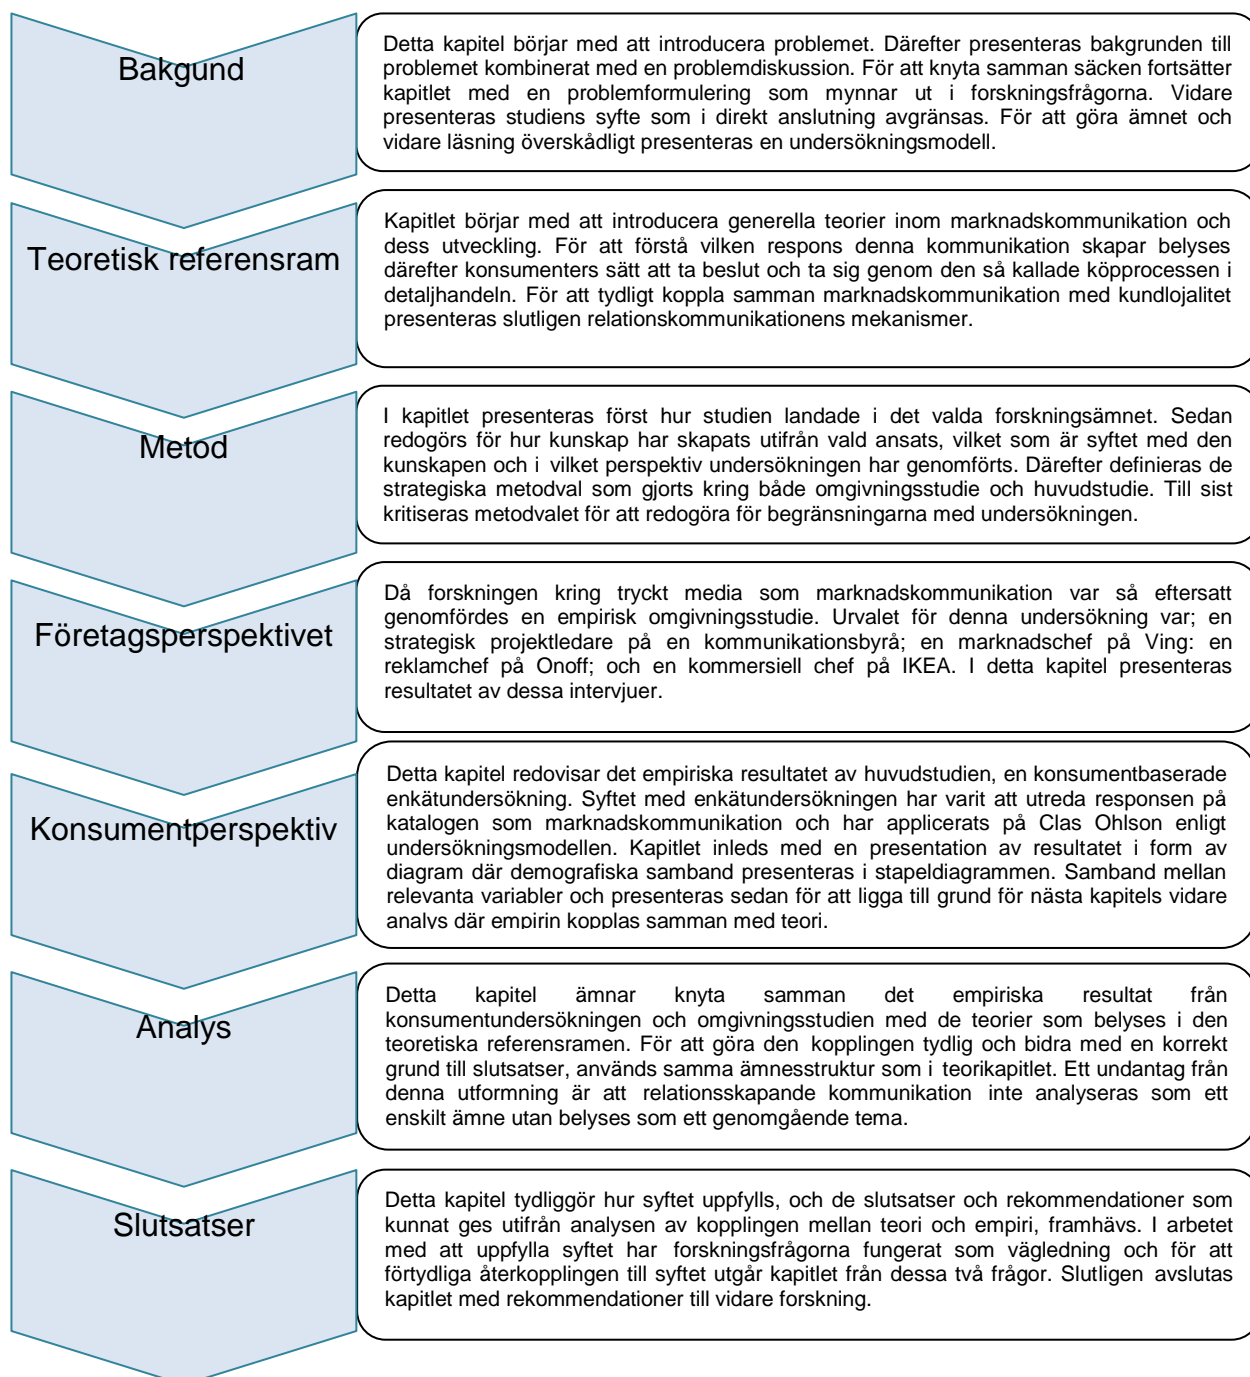 Bakgund
Detta kapitel börjar med att introducera problemet. Därefter presenteras bakgrunden till
problemet kombinerat med en problemdiskussion. För att knyta samman säcken fortsätter
kapitlet med en problemformulering som mynnar ut i forskningsfrågorna. Vidare
presenteras studiens syfte som i direkt anslutning avgränsas. För att göra ämnet och
vidare läsning överskådligt presenteras en undersökningsmodell.
Teoretisk referensram
Kapitlet börjar med att introducera generella teorier inom marknadskommunikation och
dess utveckling. För att förstå vilken respons denna kommunikation skapar belyses
därefter konsumenters sätt att ta beslut och ta sig genom den så kallade köpprocessen i
detaljhandeln. För att tydligt koppla samman marknadskommunikation med kundlojalitet
presenteras slutligen relationskommunikationens mekanismer.
Metod
I kapitlet presenteras först hur studien landade i det valda forskningsämnet. Sedan
redogörs för hur kunskap har skapats utifrån vald ansats, vilket som är syftet med den
kunskapen och i vilket perspektiv undersökningen har genomförts. Därefter definieras de
strategiska metodval som gjorts kring både omgivningsstudie och huvudstudie. Till sist
kritiseras metodvalet för att redogöra för begränsningarna med undersökningen.
Företagsperspektivet
Då forskningen kring tryckt media som marknadskommunikation var så eftersatt
genomfördes en empirisk omgivningsstudie. Urvalet för denna undersökning var; en
strategisk projektledare på en kommunikationsbyrå; en marknadschef på Ving: en
reklamchef på Onoff; och en kommersiell chef på IKEA. I detta kapitel presenteras
resultatet av dessa intervjuer.
Konsumentperspektiv
Detta kapitel redovisar det empiriska resultatet av huvudstudien, en konsumentbaserade
enkätundersökning. Syftet med enkätundersökningen har varit att utreda responsen på
katalogen som marknadskommunikation och har applicerats på Clas Ohlson enligt
undersökningsmodellen. Kapitlet inleds med en presentation av resultatet i form av
diagram där demografiska samband presenteras i stapeldiagrammen. Samband mellan
relevanta variabler och presenteras sedan för att ligga till grund för nästa kapitels vidare
analys där empirin kopplas samman med teori.
Analys
Detta kapitel ämnar knyta samman det empiriska resultat från
konsumentundersökningen och omgivningsstudien med de teorier som belyses i den
teoretiska referensramen. För att göra den kopplingen tydlig och bidra med en korrekt
grund till slutsatser, används samma ämnesstruktur som i teorikapitlet. Ett undantag från
denna utformning är att relationsskapande kommunikation inte analyseras som ett
enskilt ämne utan belyses som ett genomgående tema.
Slutsatser
Detta kapitel tydliggör hur syftet uppfylls, och de slutsatser och rekommendationer som
kunnat ges utifrån analysen av kopplingen mellan teori och empiri, framhävs. I arbetet
med att uppfylla syftet har forskningsfrågorna fungerat som vägledning och för att
förtydliga återkopplingen till syftet utgår kapitlet från dessa två frågor. Slutligen avslutas
kapitlet med rekommendationer till vidare forskning.